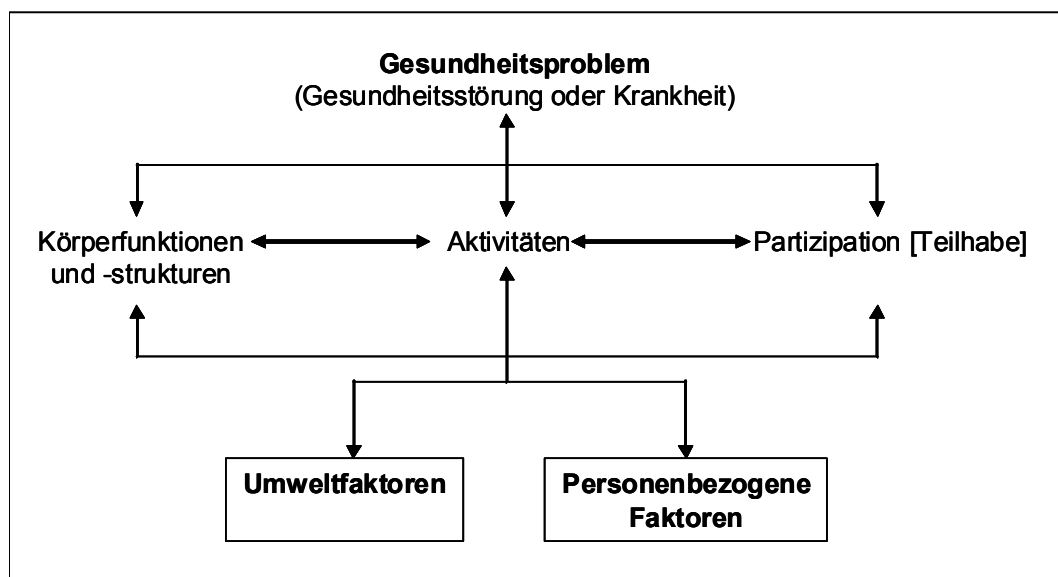 Gesundheitsproblem
(Gesundheitsstörung oder Krankheit)
Körperfunktionen
und -strukturen
Aktivitäten
Partizipation [Teilhabe]
Umweltfaktoren
Personenbezogene
Faktoren